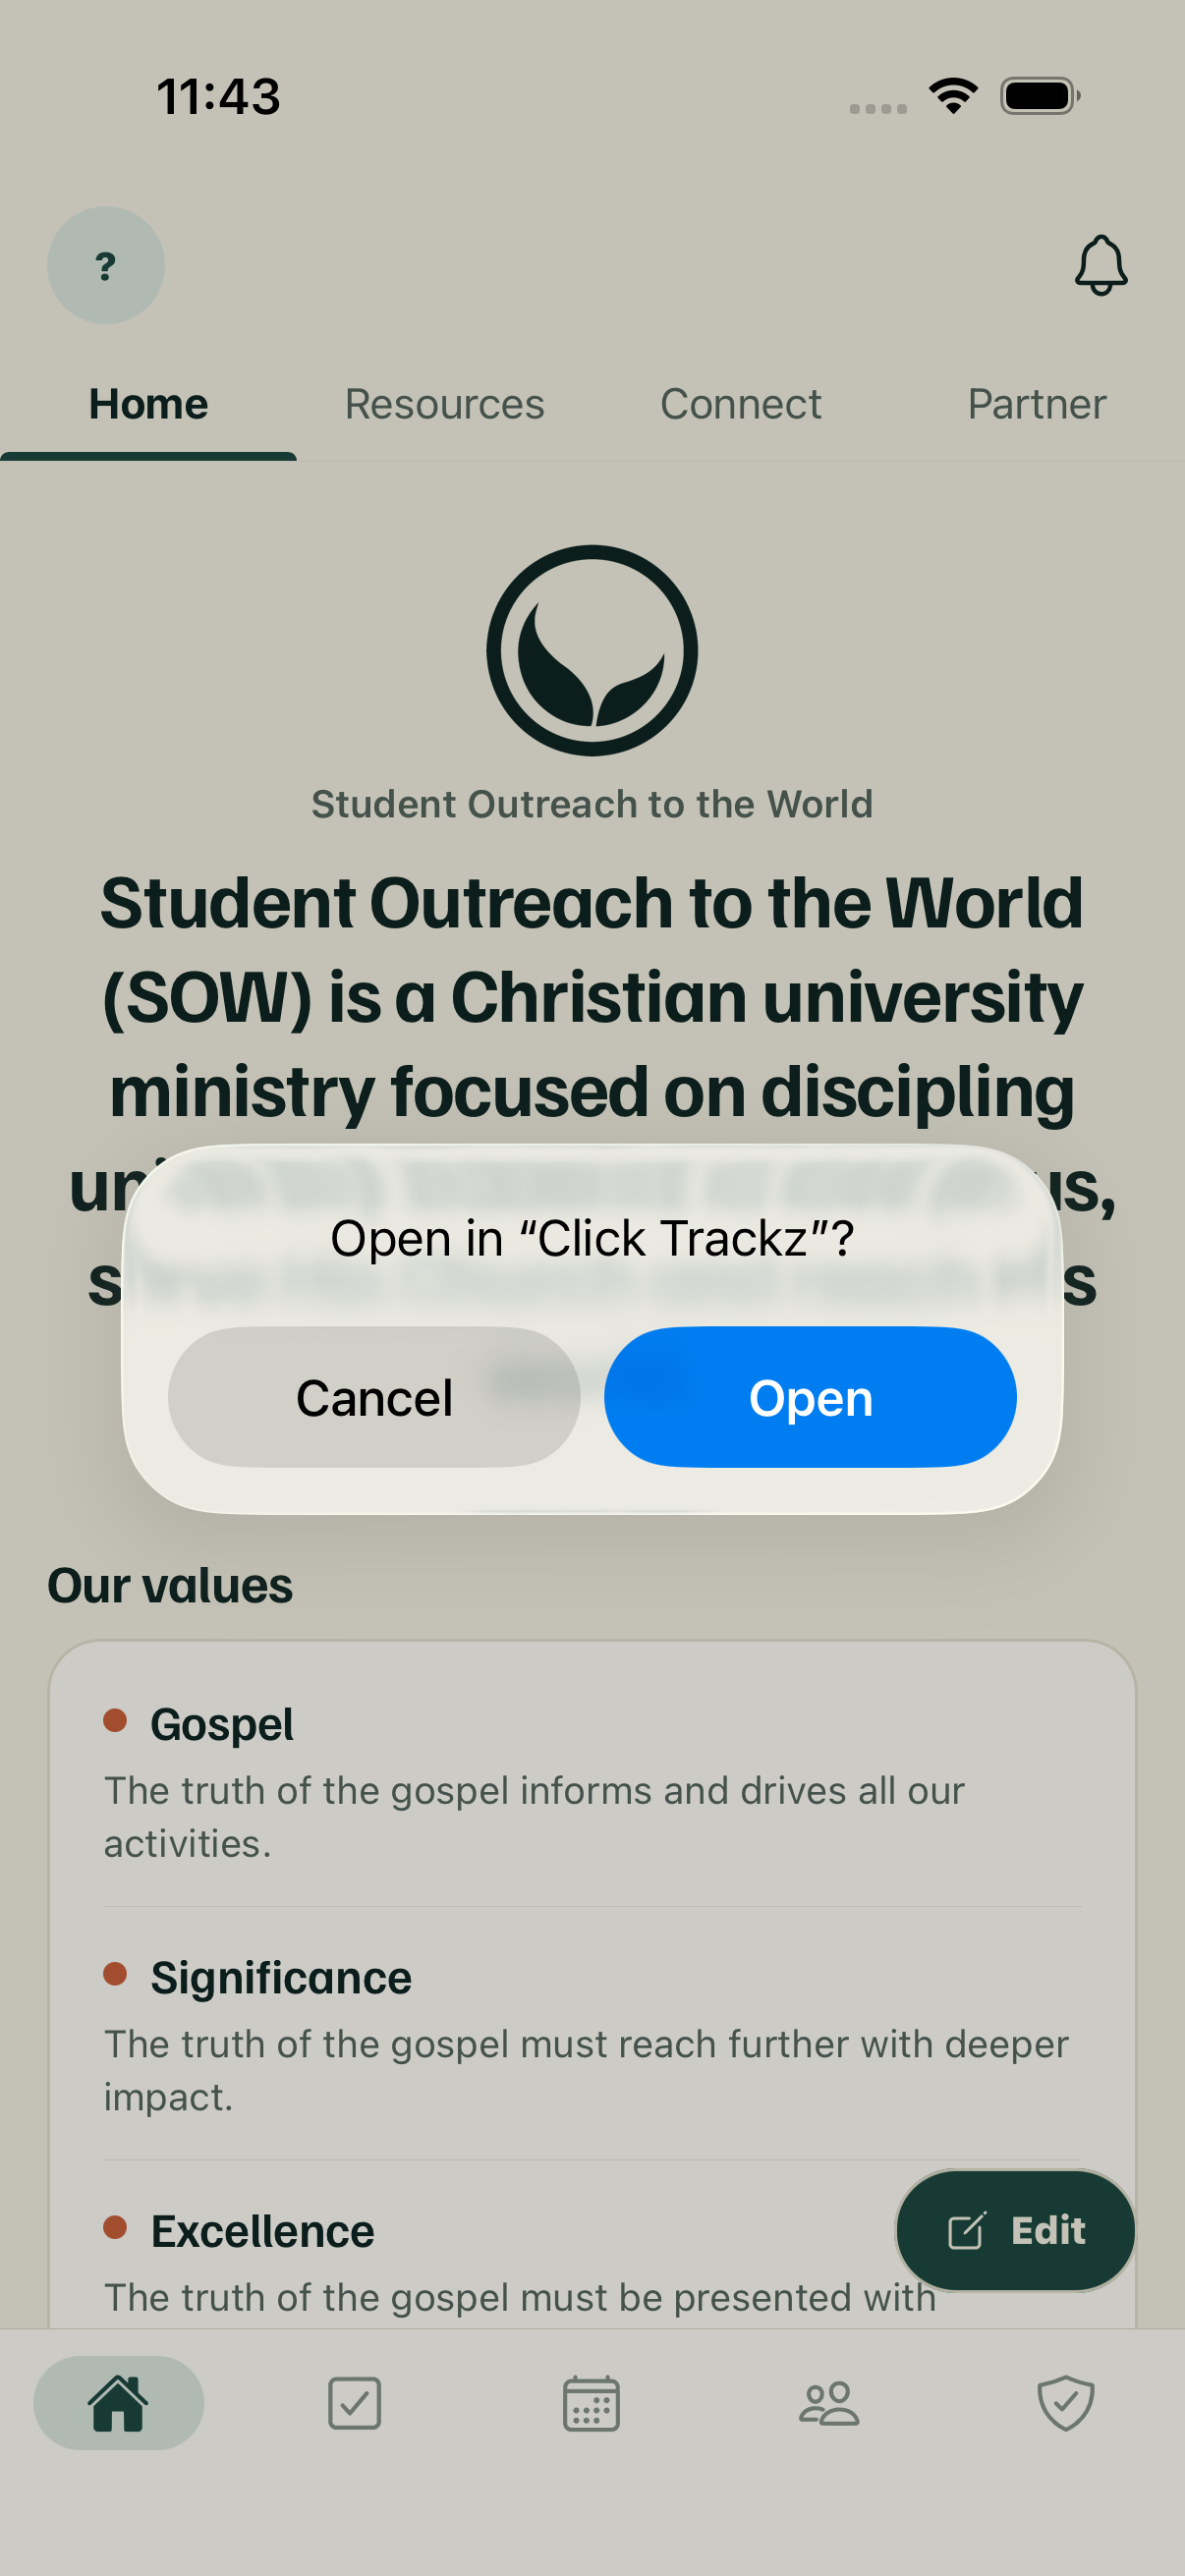 11:43
?
Home Resources Connect Partner
Student Outreach to the World
Student Outreach to the World
(SOW) is a Christian university
ministry focused on discipling
Open in “Click Trackz”?
Cancel Open
Our values
Gospel
The truth of the gospel informs and drives all our
activities.
Significance
The truth of the gospel must reach further with deeper
impact.
Excellence
Edit
The truth of the gospel must be presented with